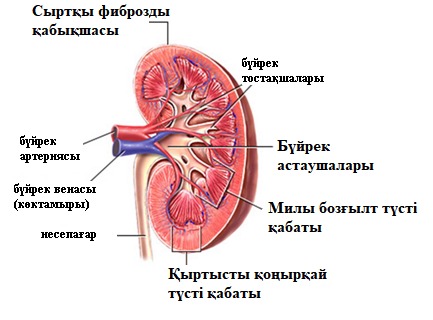 Сыртқы фиброзды
қабықшасы
бүйрек
тостақшалары
бүйрек
артериясы
Бүйрек
астаушалары
бүйрек венасы
(көктамыры)
Милы бозғылт түсті
қабаты
несепағар
Қыртысты қоңырқай
түсті қабаты